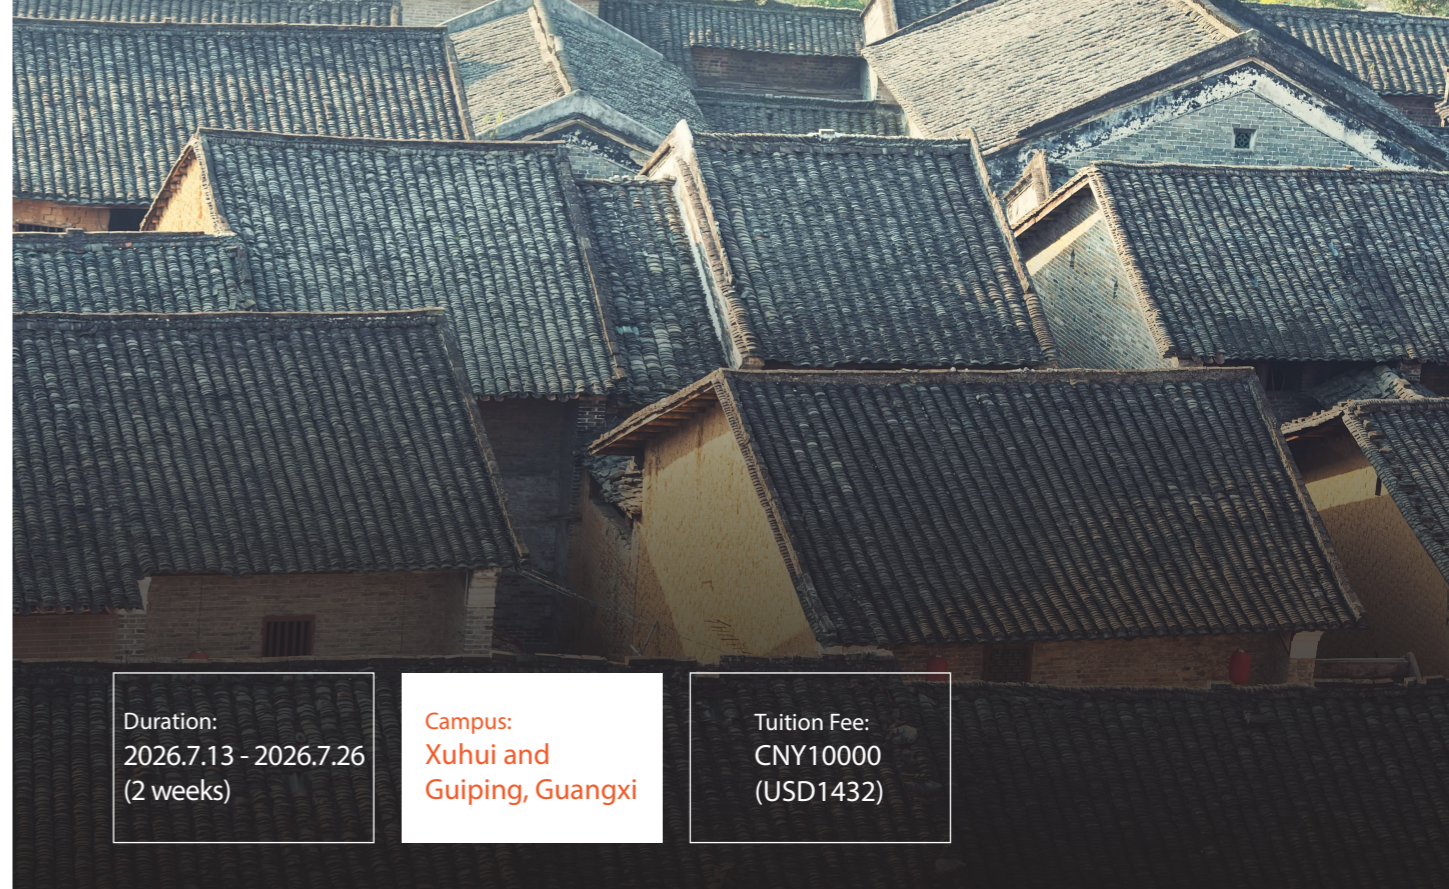 Duration:
2026.7.13 - 2026.7.26
(2 weeks)
Campus:
Xuhui and
Guiping, Guangxi
Tuition Fee:
CNY10000
(USD1432)